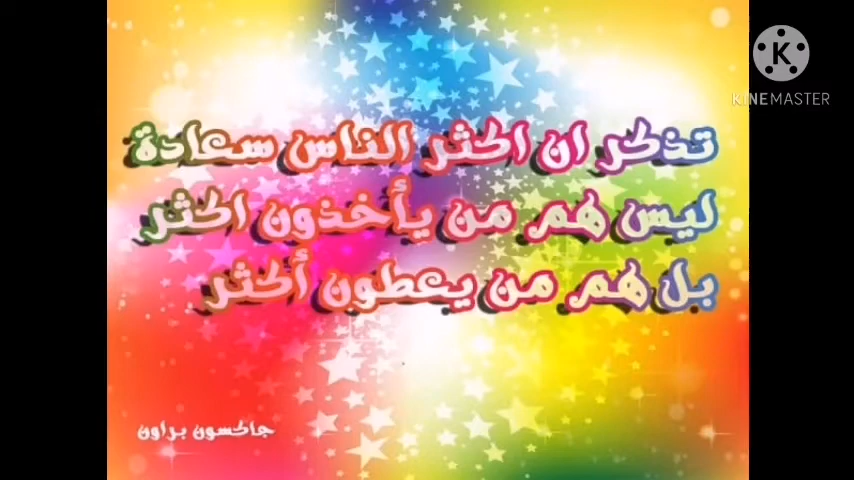 تذكر ان اكثر الناس سعادة
ليس هم من يأخذون اكثر
بل هم من يعطون أكثر
جاكسون براون
K
KINEMASTER